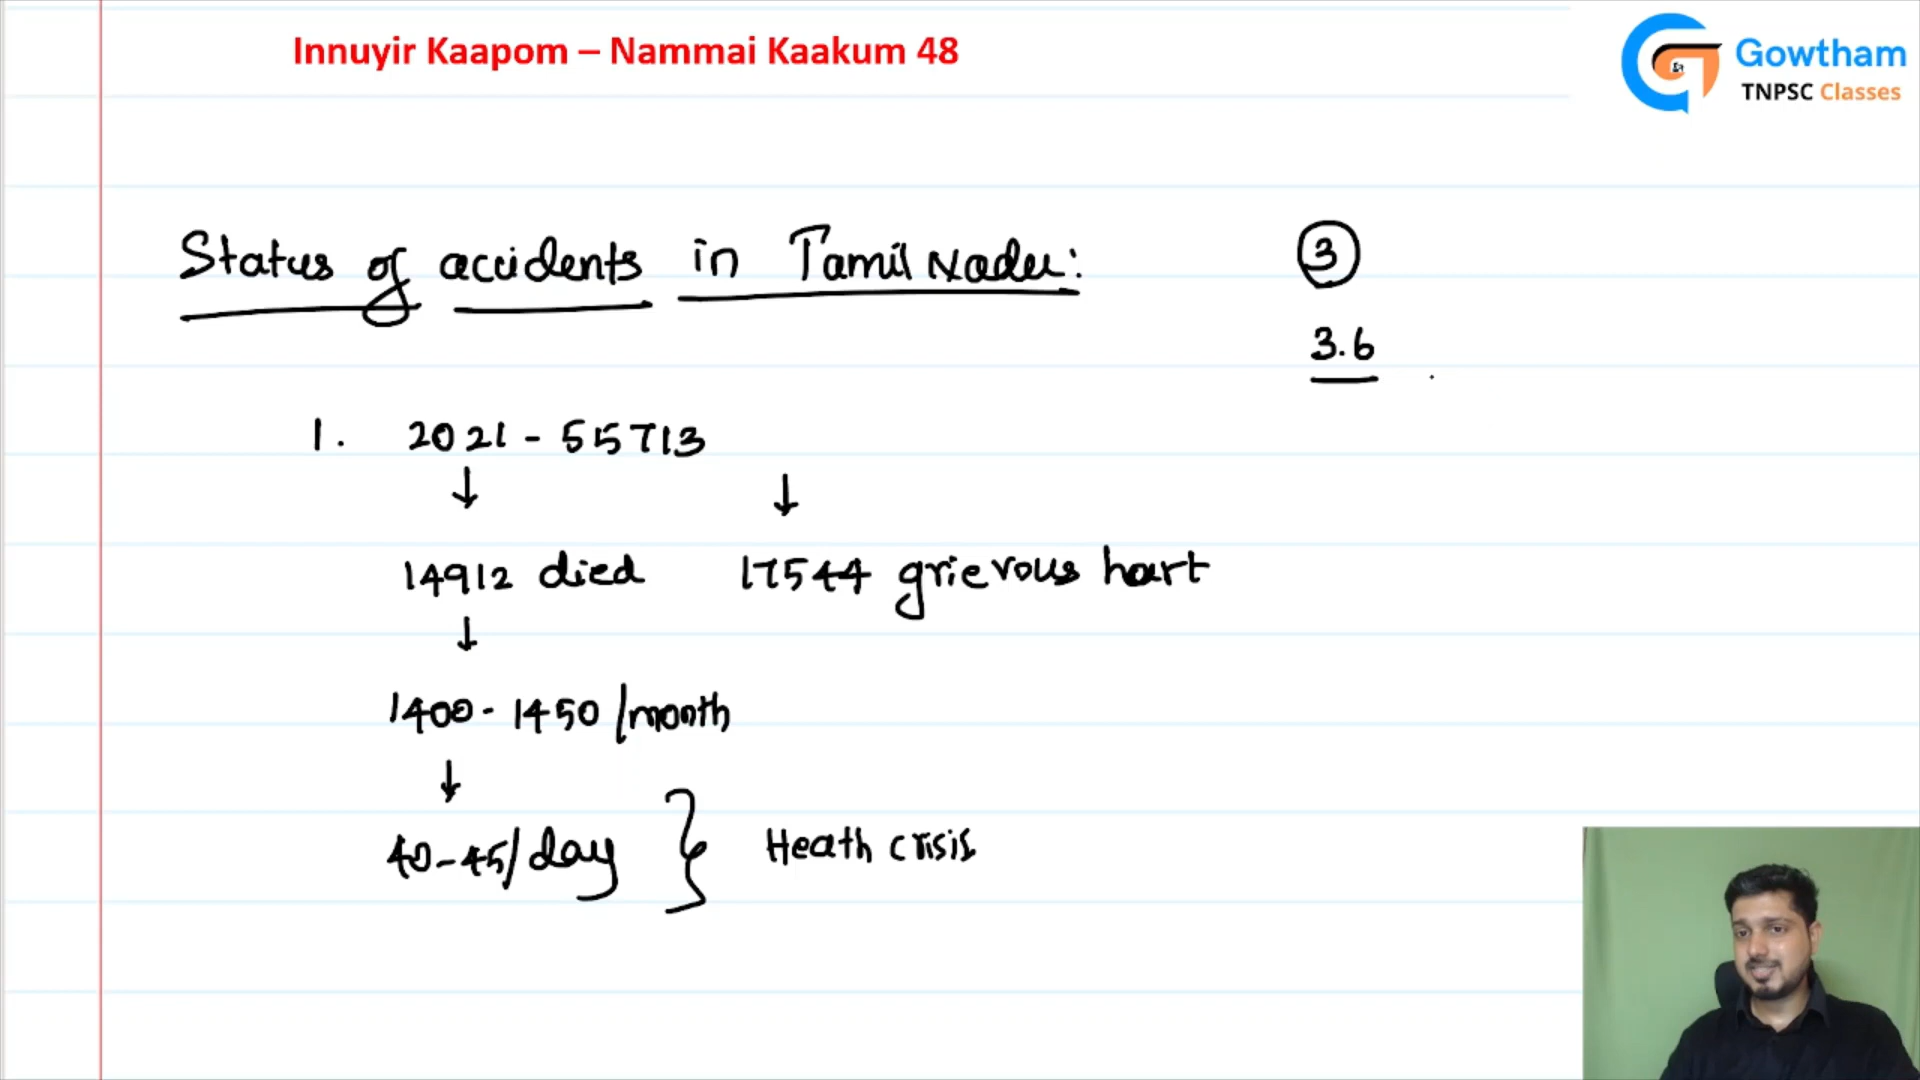 Innuyir Kaapom – Nammai Kaakum 48
Gowtham
TNPSC Classes
Status of accidents in Tamil Nadu:
3
3.6
1. 2021 - 55713
↓ ↓
14912 died 17544 grievous hurt
↓
1400 - 1450 /month
↓
40-45/day } Heath crisis